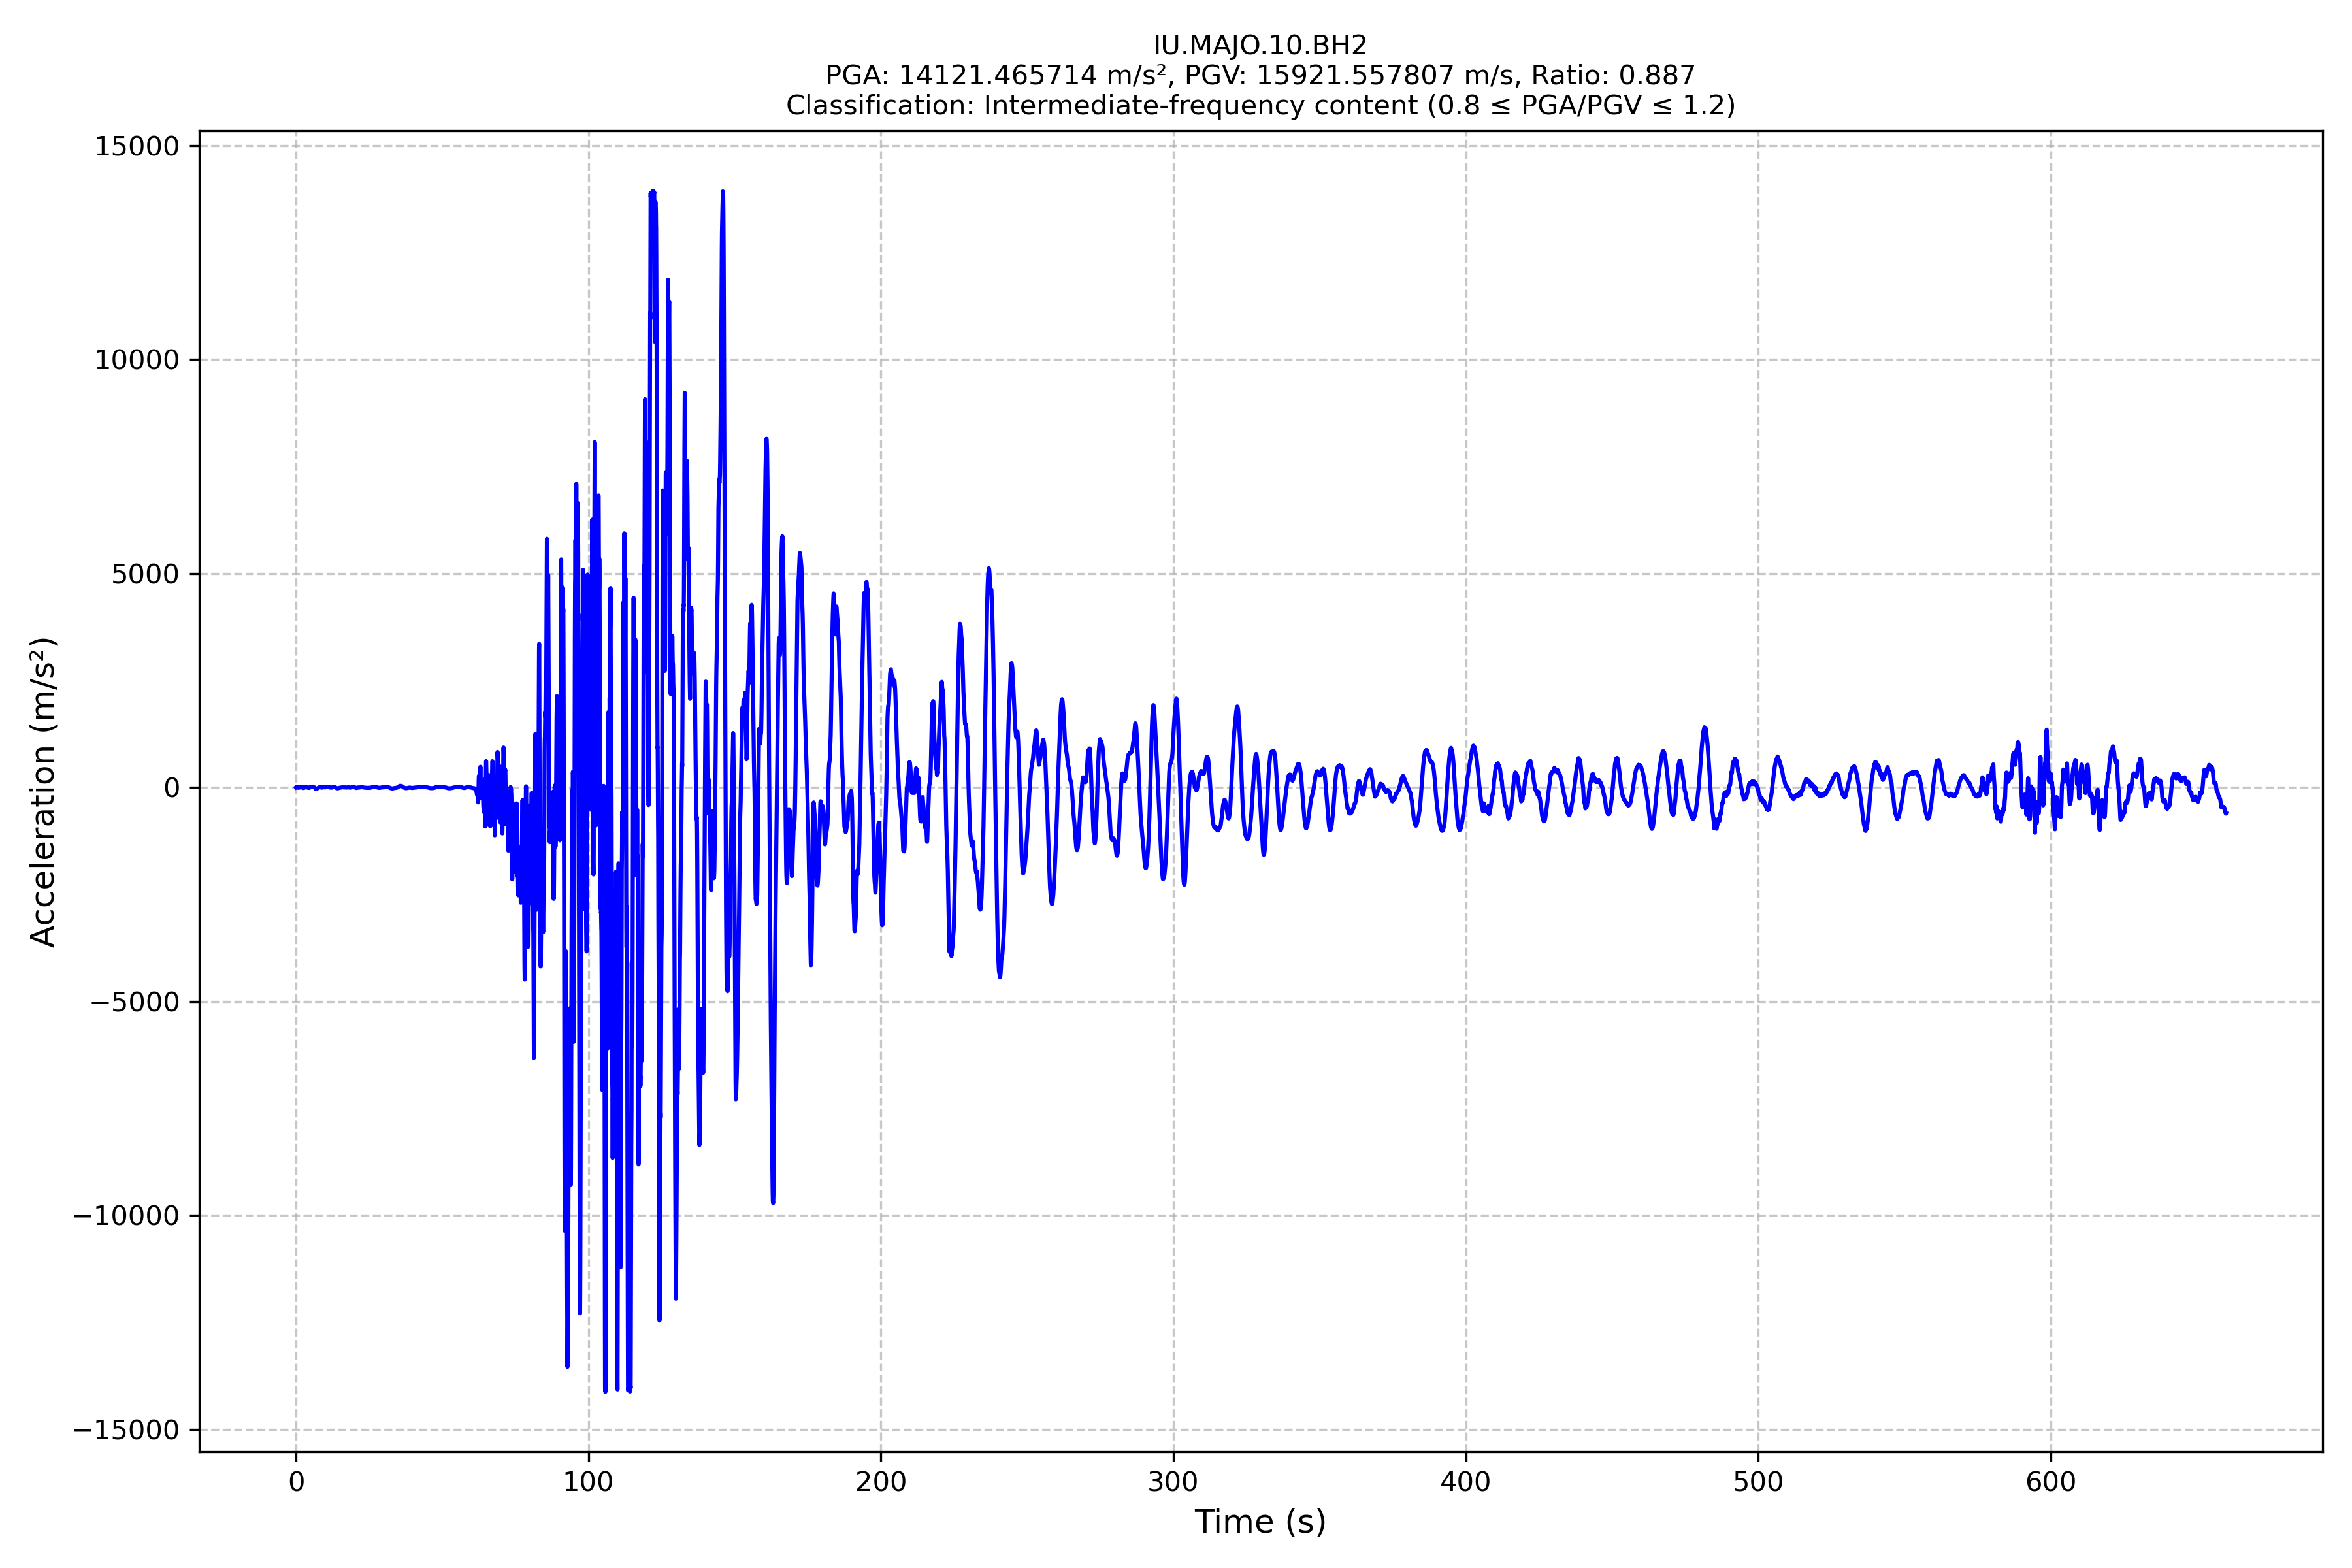 IU.MAJO.10.BH2
PGA: 14121.465714 m/s², PGV: 15921.557807 m/s, Ratio: 0.887
Classification: Intermediate-frequency content (0.8 ≤ PGA/PGV ≤ 1.2)
15000
10000
5000
0
−5000
−10000
−15000
Acceleration (m/s²)
0 100 200 300 400 500 600
Time (s)